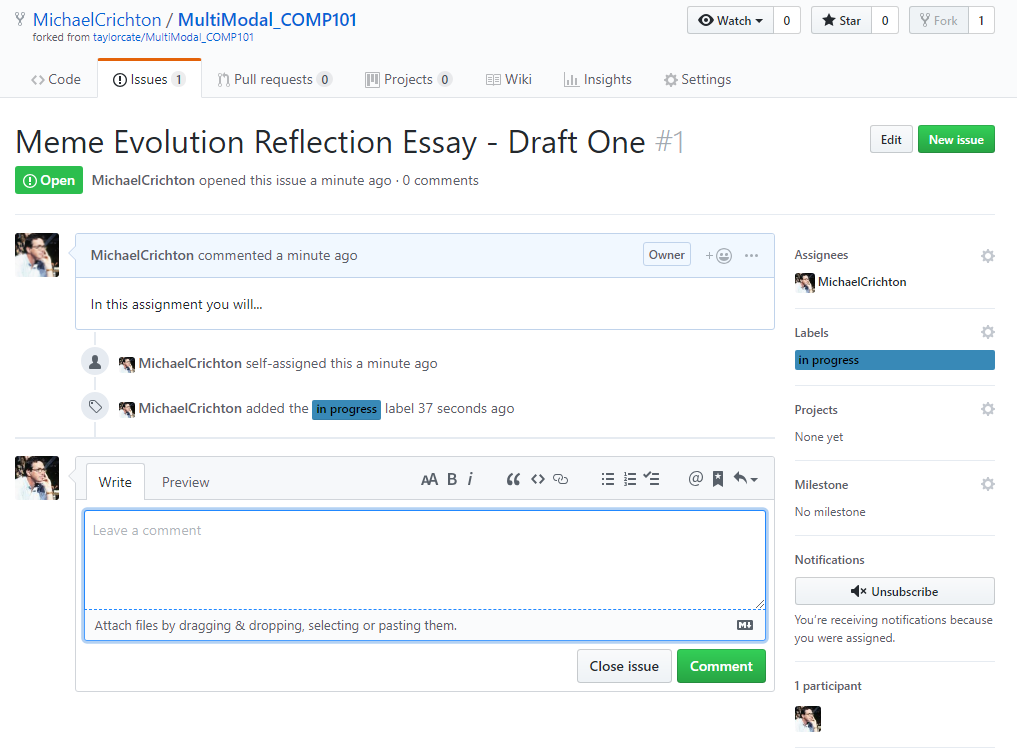 MichaelCrichton / MultiModal_COMP101
forked from taylorcate/MultiModal_COMP101
Watch 0 Star 0 Fork 1
Code Issues 1 Pull requests 0 Projects 0 Wiki Insights Settings
Meme Evolution Reflection Essay - Draft One #1
Edit New issue
Open MichaelCrichton opened this issue a minute ago · 0 comments
MichaelCrichton commented a minute ago Owner + ...
In this assignment you will...
MichaelCrichton self-assigned this a minute ago
MichaelCrichton added the in progress label 37 seconds ago
Write Preview AA B i @
Leave a comment
Attach files by dragging & dropping, selecting or pasting them. M
Close issue Comment
Assignees
MichaelCrichton
Labels
in progress
Projects
None yet
Milestone
No milestone
Notifications
Unsubscribe
You're receiving notifications because
you were assigned.
1 participant